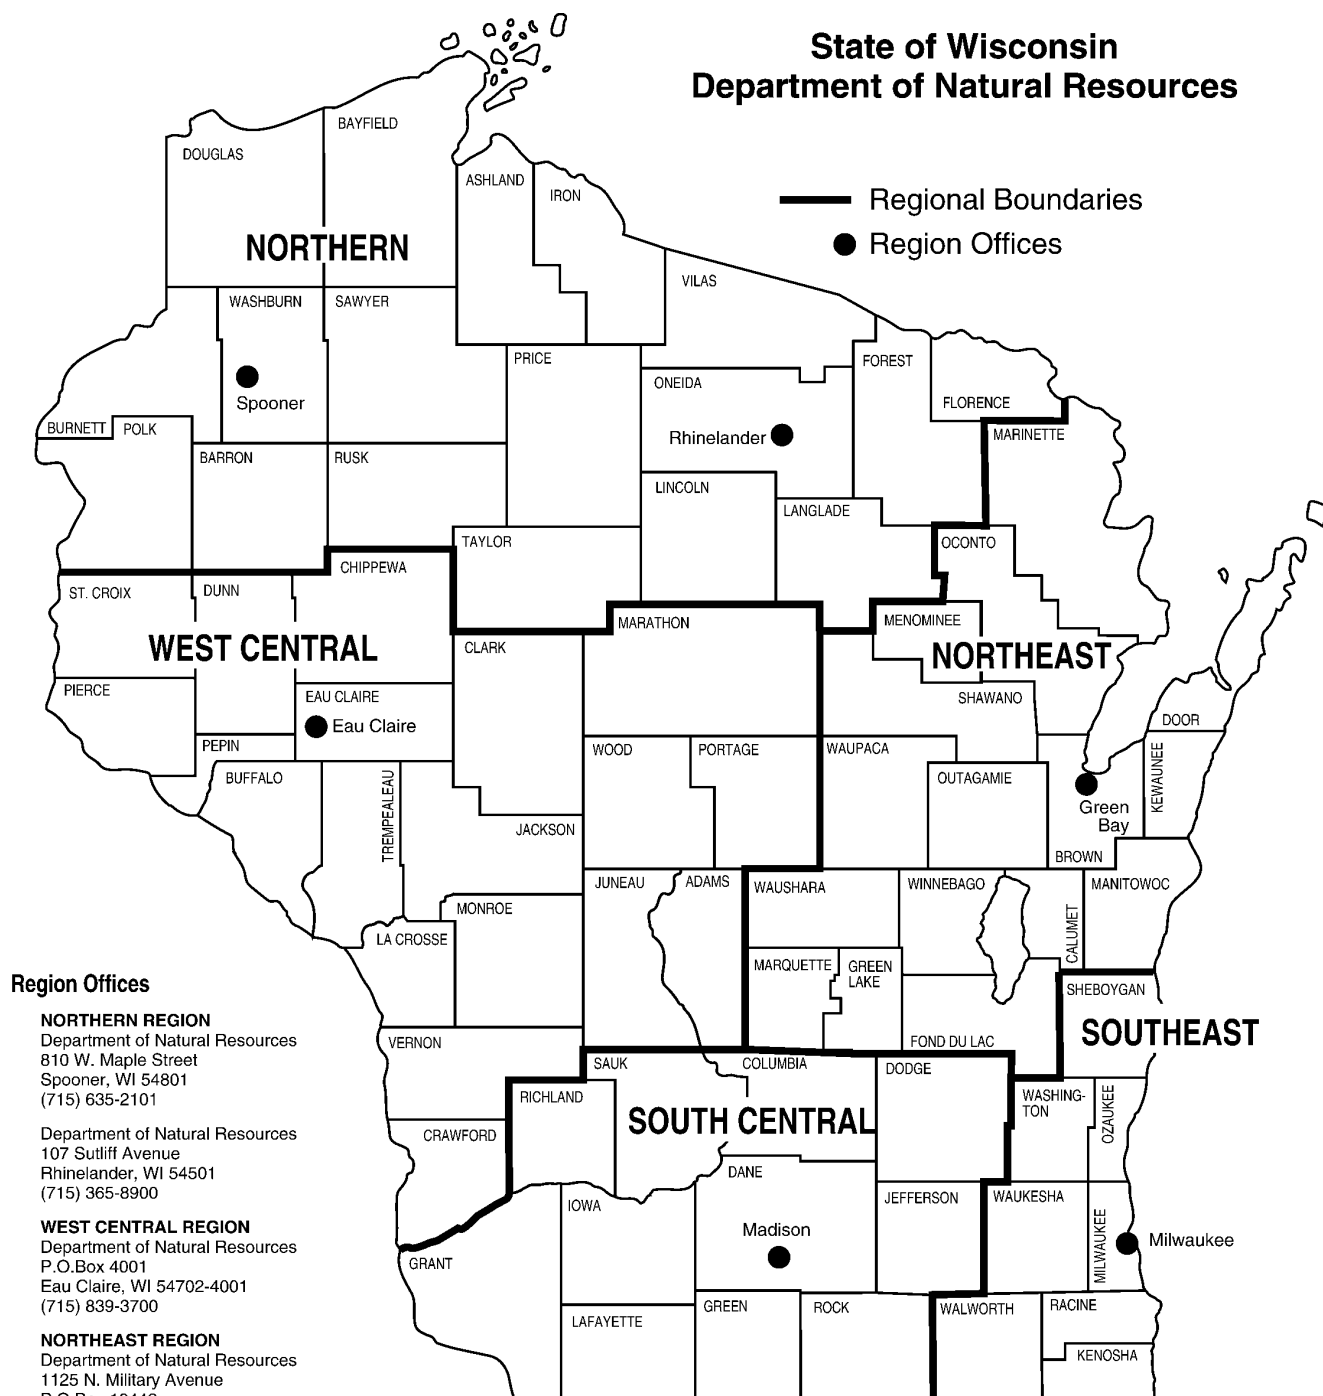 State of Wisconsin
Department of Natural Resources
Regional Boundaries
Region Offices
BAYFIELD
DOUGLAS
ASHLAND
IRON
NORTHERN
VILAS
WASHBURN
SAWYER
PRICE
FOREST
ONEIDA
Spooner
FLORENCE
BURNETT
POLK
MARINETTE
Rhinelander
BARRON
RUSK
LINCOLN
LANGLADE
TAYLOR
OCONTO
CHIPPEWA
ST. CROIX
DUNN
MENOMINEE
MARATHON
WEST CENTRAL
CLARK
NORTHEAST
PIERCE
EAU CLAIRE
SHAWANO
Eau Claire
DOOR
PEPIN
WOOD
PORTAGE
WAUPACA
BUFFALO
OUTAGAMIE
KEWAUNEE
TREMPEALEAU
Green
Bay
JACKSON
BROWN
JUNEAU
ADAMS
WAUSHARA
WINNEBAGO
MANITOWOC
MONROE
CALUMET
LA CROSSE
MARQUETTE
GREEN
LAKE
SHEBOYGAN
SOUTHEAST
VERNON
FOND DU LAC
SAUK
COLUMBIA
DODGE
RICHLAND
WASHING-
TON
OZAUKEE
SOUTH CENTRAL
CRAWFORD
DANE
IOWA
JEFFERSON
WAUKESHA
Madison
MILWAUKEE
Milwaukee
GRANT
GREEN
ROCK
WALWORTH
RACINE
LAFAYETTE
KENOSHA
Region Offices
NORTHERN REGION
Department of Natural Resources
810 W. Maple Street
Spooner, WI 54801
(715) 635-2101
Department of Natural Resources
107 Sutliff Avenue
Rhinelander, WI 54501
(715) 365-8900
WEST CENTRAL REGION
Department of Natural Resources
P.O.Box 4001
Eau Claire, WI 54702-4001
(715) 839-3700
NORTHEAST REGION
Department of Natural Resources
1125 N. Military Avenue